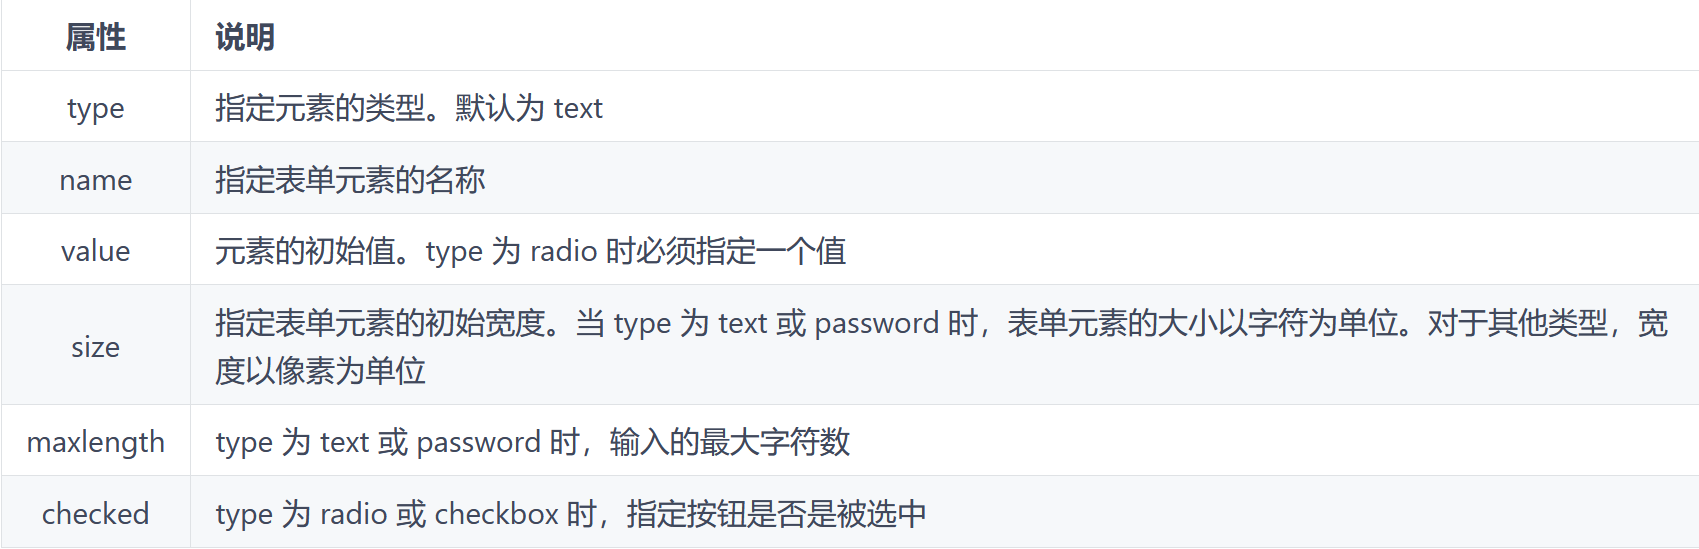 属性 说明
type 指定元素的类型。默认为 text
name 指定表单元素的名称
value 元素的初始值。type 为 radio 时必须指定一个值
size 指定表单元素的初始宽度。当 type 为 text 或 password 时，表单元素的大小以字符为单位。对于其他类型，宽
度以像素为单位
maxlength type 为 text 或 password 时，输入的最大字符数
checked type 为 radio 或 checkbox 时，指定按钮是否是被选中